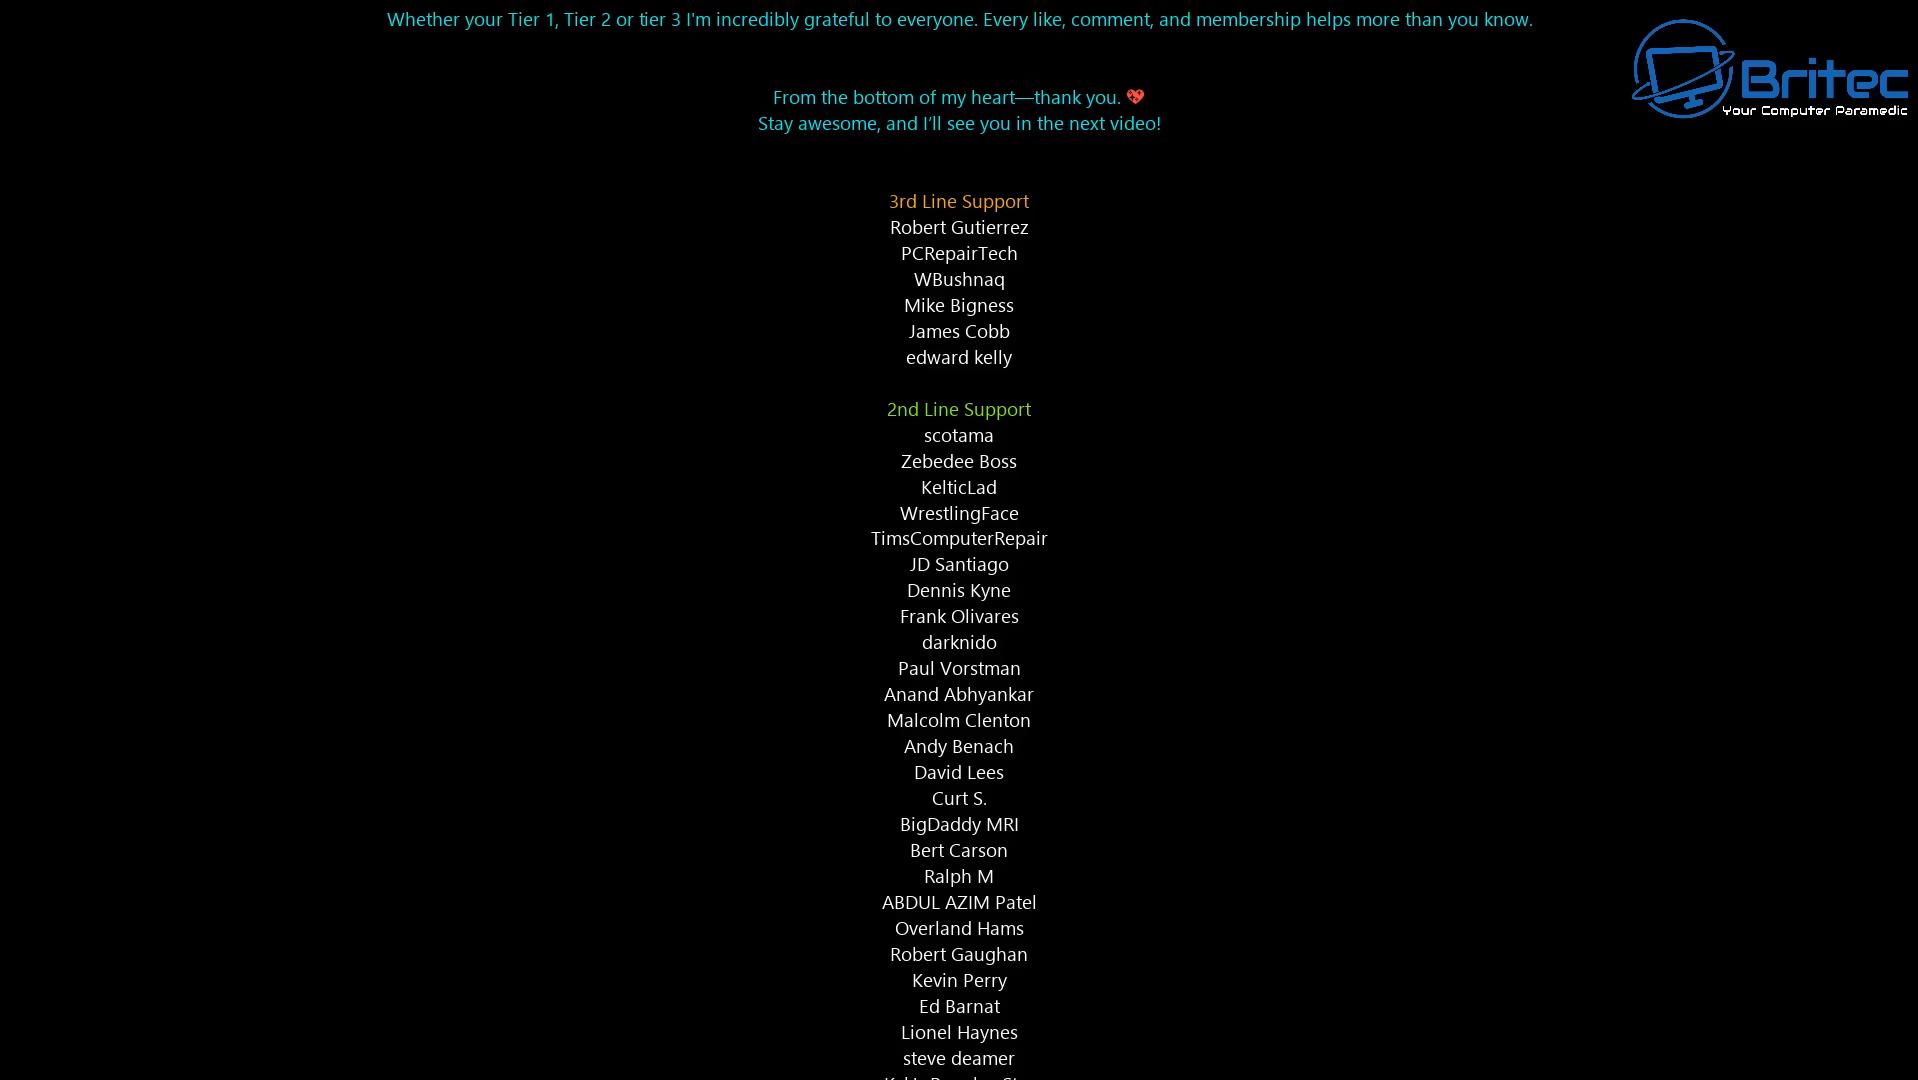 Whether your Tier 1, Tier 2 or tier 3 I'm incredibly grateful to everyone. Every like, comment, and membership helps more than you know.
Britec
Your Computer Paramedic
From the bottom of my heart—thank you. 💖
Stay awesome, and I’ll see you in the next video!
3rd Line Support
Robert Gutierrez
PCRepairTech
WBushnaq
Mike Bigness
James Cobb
edward kelly
2nd Line Support
scotama
Zebedee Boss
KelticLad
WrestlingFace
TimsComputerRepair
JD Santiago
Dennis Kyne
Frank Olivares
darknido
Paul Vorstman
Anand Abhyankar
Malcolm Clenton
Andy Benach
David Lees
Curt S.
BigDaddy MRI
Bert Carson
Ralph M
ABDUL AZIM Patel
Overland Hams
Robert Gaughan
Kevin Perry
Ed Barnat
Lionel Haynes
steve deamer